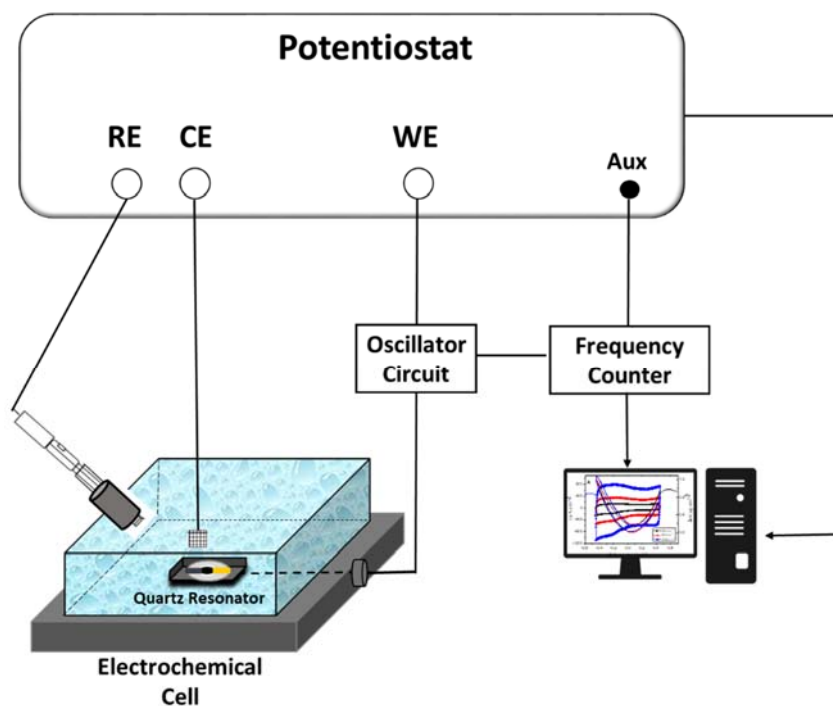 Potentiostat
RE
CE
WE
Aux
Oscillator
Circuit
Frequency
Counter
Quartz Resonator
Electrochemical
Cell